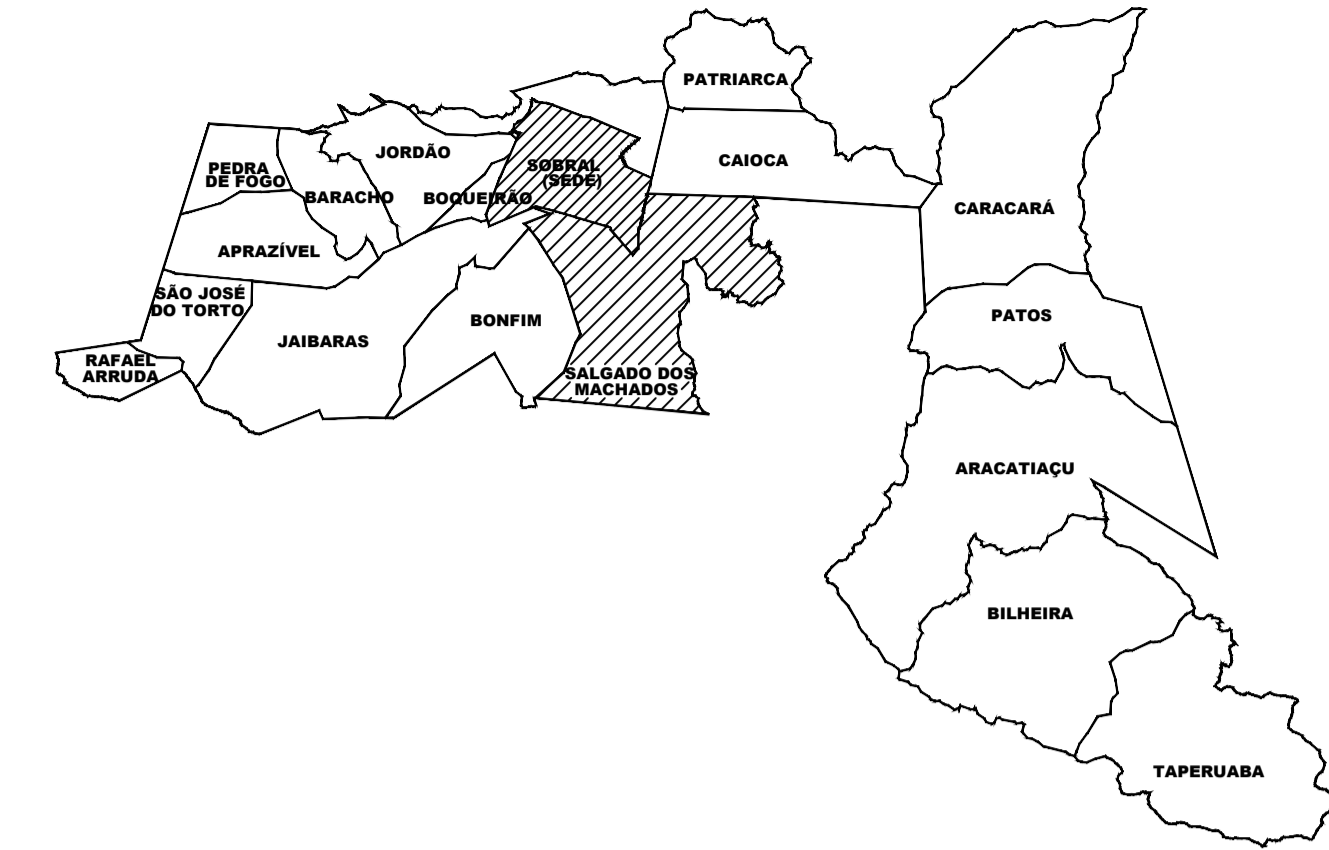 PATRIARCA
JORDÃO
CAIOCA
SOBRAL
(SEDE)
PEDRA
DE FOGO
BARACHO
BOQUEIRÃO
CARACARÁ
APRAZÍVEL
SÃO JOSÉ
DO TORTO
PATOS
BONFIM
JAIBARAS
RAFAEL
ARRUDA
SALGADO DOS
MACHADOS
ARACATIAÇU
BILHEIRA
TAPERUABA